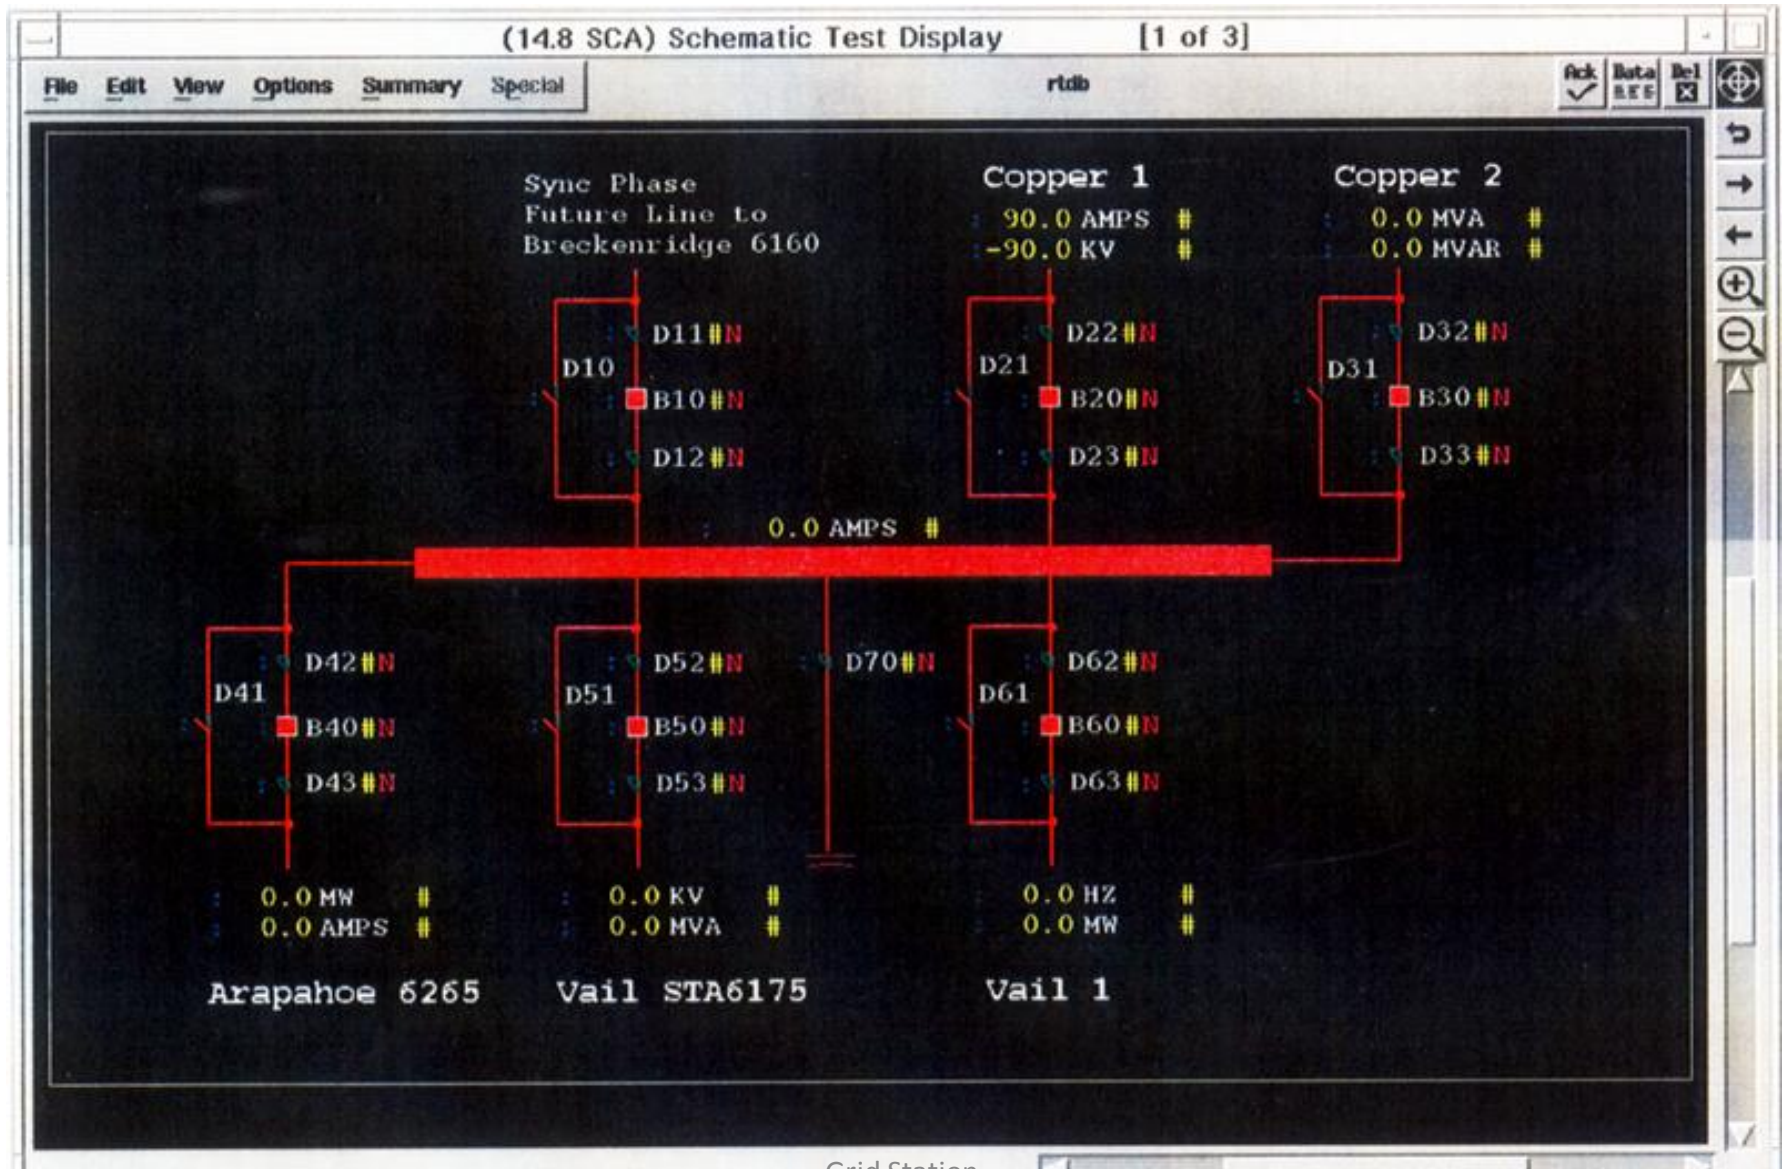 (14.8 SCA) Schematic Test Display [1 of 3]
File Edit View Options Summary Special
rtdb
Ack Data Del
Sync Phase
Future Line to
Breckenridge 6160
Copper 1
90.0 AMPS #
-90.0 KV #
Copper 2
0.0 MVA #
0.0 MVAR #
D11#N
D10
B10#N
D12#N
D22#N
D21
B20#N
D23#N
D32#N
D31
B30#N
D33#N
0.0 AMPS #
D42#N
D41
B40#N
D43#N
D52#N
D51
B50#N
D53#N
D70#N
D62#N
D61
B60#N
D63#N
0.0 MW #
0.0 AMPS #
Arapahoe 6265
0.0 KV #
0.0 MVA #
Vail STA6175
0.0 HZ #
0.0 MW #
Vail 1
Grid Station